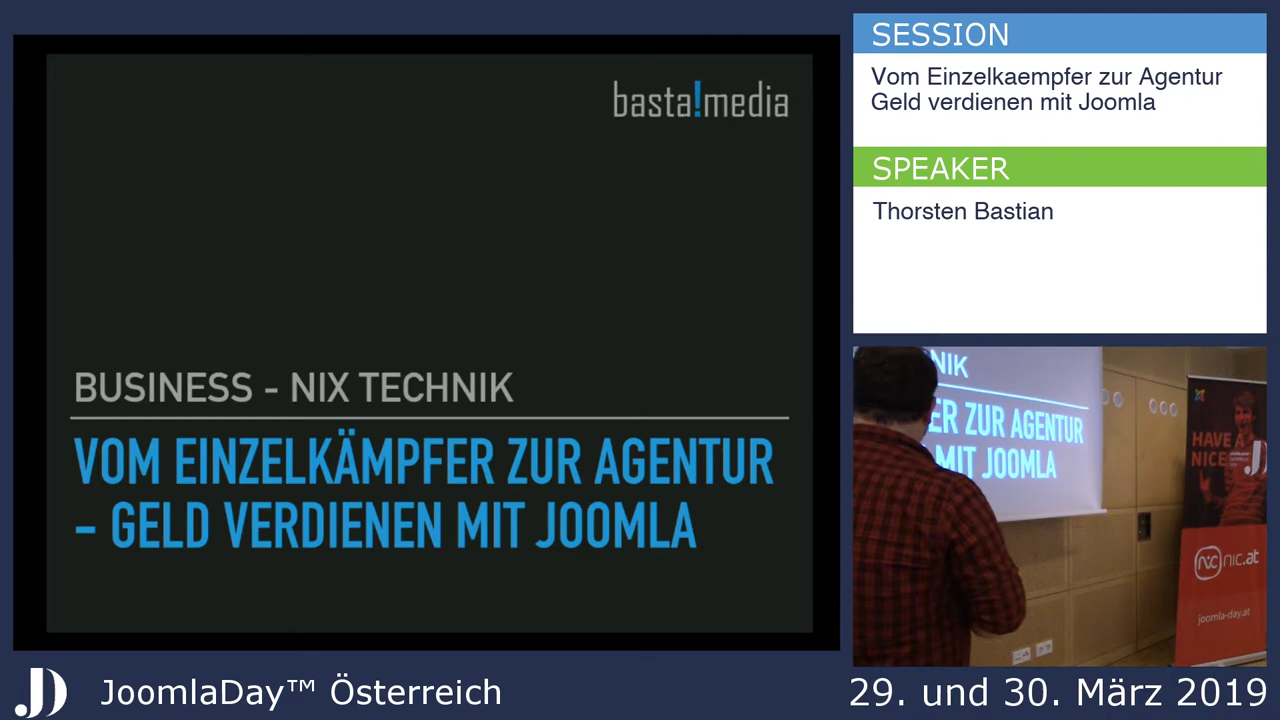 basta!media
BUSINESS - NIX TECHNIK
VOM EINZELKÄMPFER ZUR AGENTUR
- GELD VERDIENEN MIT JOOMLA
SESSION
Vom Einzelkaempfer zur Agentur
Geld verdienen mit Joomla
SPEAKER
Thorsten Bastian
NIK
ER ZUR AGENTUR
MIT JOOMLA
HAVE A
NICE
nic nic.at
joomla-day.at
JD JoomlaDay™ Österreich
29. und 30. März 2019